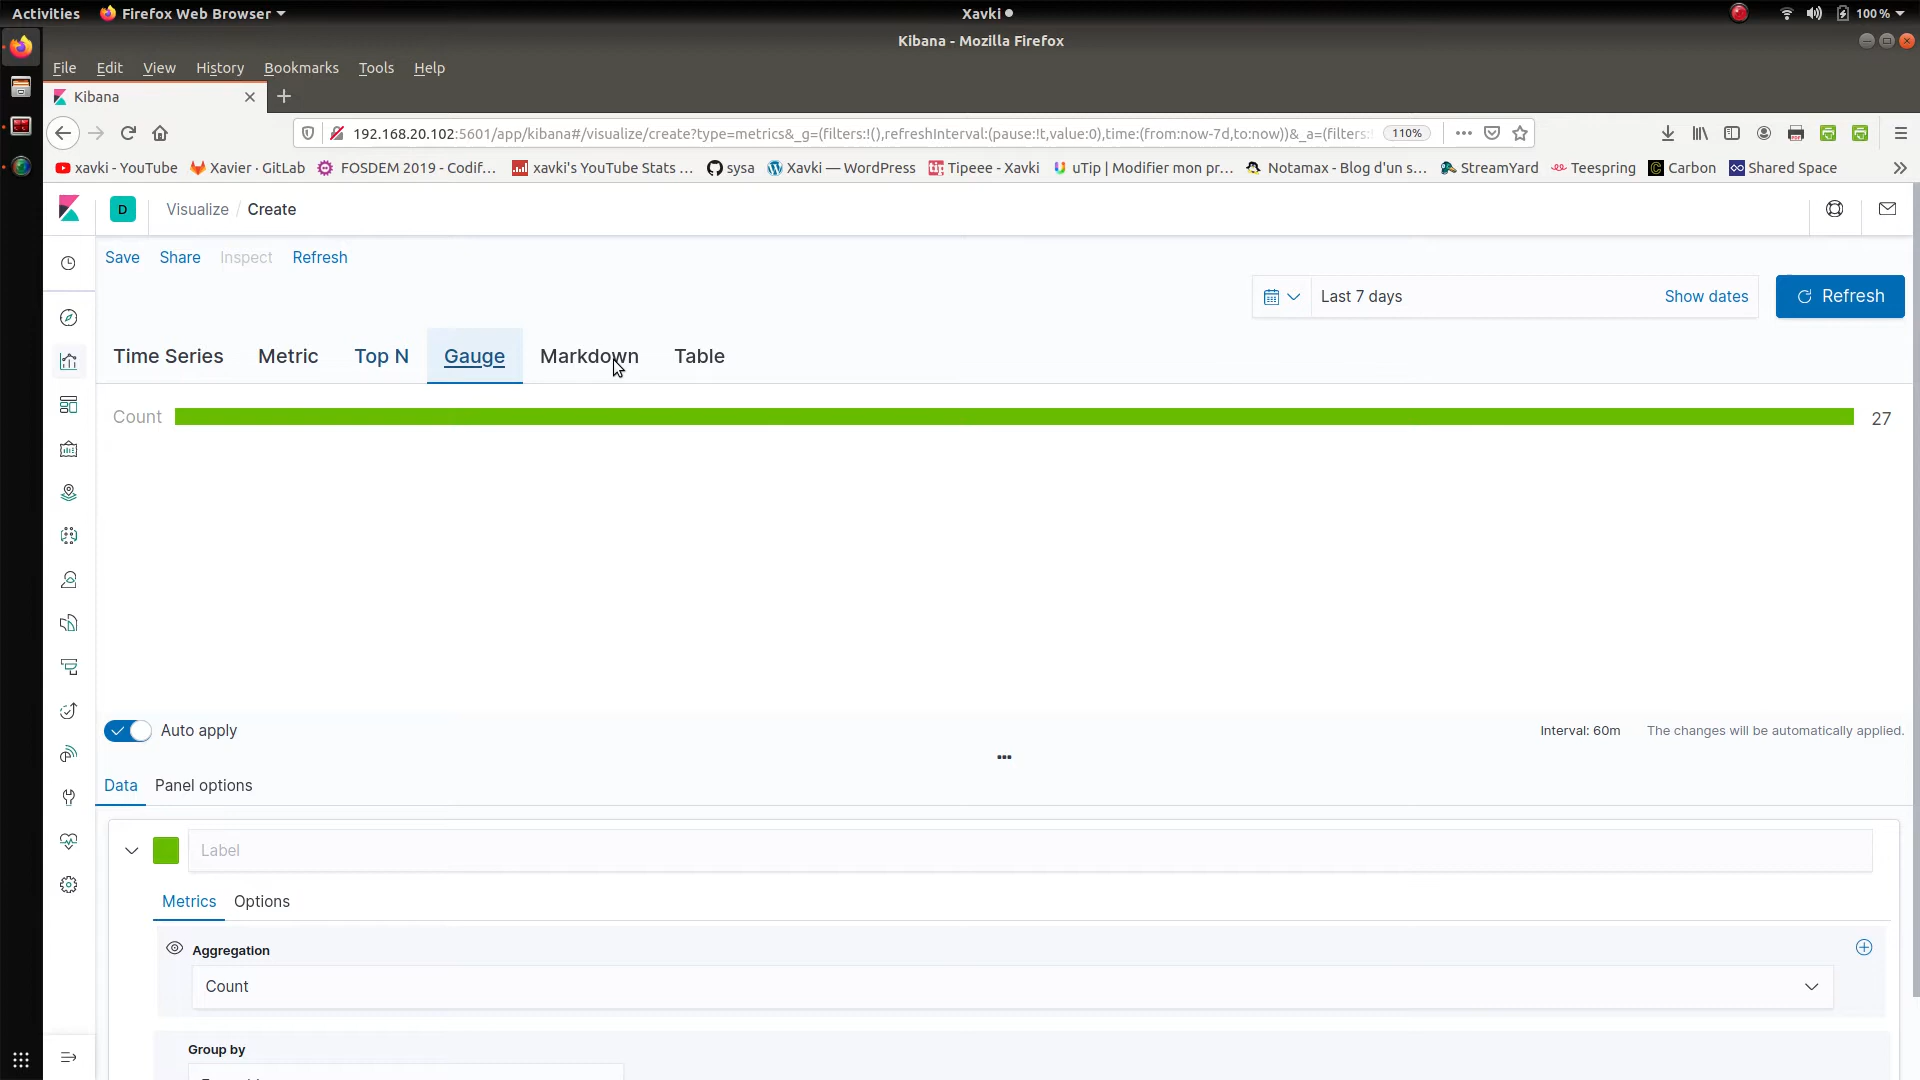 Activities Firefox Web Browser Xavki 100 %
Kibana - Mozilla Firefox
File Edit View History Bookmarks Tools Help
Kibana
192.168.20.102:5601/app/kibana#/visualize/create?type=metrics&_g=(filters:!(),refreshInterval:(pause:!t,value:0),time:(from:now-7d,to:now))&_a=(filters: 110%
xavki - YouTube Xavier · GitLab FOSDEM 2019 - Codif... xavki's YouTube Stats ... sysa Xavki — WordPress Tipeee - Xavki uTip | Modifier mon pr... Notamax - Blog d'un s... StreamYard Teespring Carbon Shared Space
D Visualize / Create
Save Share Inspect Refresh
Last 7 days Show dates Refresh
Time Series Metric Top N Gauge Markdown Table
Count 27
Auto apply Interval: 60m The changes will be automatically applied.
Data Panel options
Label
Metrics Options
Aggregation
Count
Group by